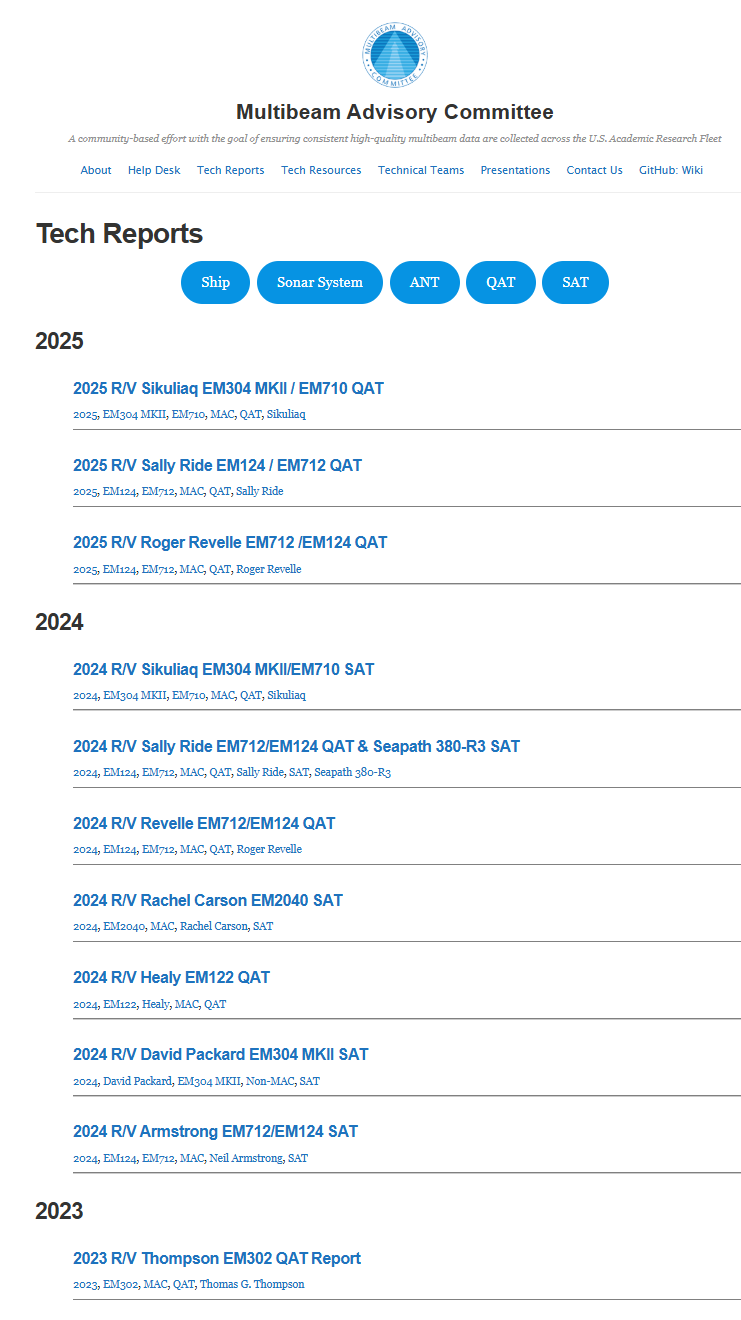 MULTIBEAM ADVISORY
COMMITTEE
Multibeam Advisory Committee
A community-based effort with the goal of ensuring consistent high-quality multibeam data are collected across the U.S. Academic Research Fleet
About Help Desk Tech Reports Tech Resources Technical Teams Presentations Contact Us GitHub: Wiki
Tech Reports
Ship Sonar System ANT QAT SAT
2025
2025 R/V Sikuliaq EM304 MKII / EM710 QAT
2025, EM304 MKII, EM710, MAC, QAT, Sikuliaq
2025 R/V Sally Ride EM124 / EM712 QAT
2025, EM124, EM712, MAC, QAT, Sally Ride
2025 R/V Roger Revelle EM712 /EM124 QAT
2025, EM124, EM712, MAC, QAT, Roger Revelle
2024
2024 R/V Sikuliaq EM304 MKII/EM710 SAT
2024, EM304 MKII, EM710, MAC, QAT, Sikuliaq
2024 R/V Sally Ride EM712/EM124 QAT & Seapath 380-R3 SAT
2024, EM124, EM712, MAC, QAT, Sally Ride, SAT, Seapath 380-R3
2024 R/V Revelle EM712/EM124 QAT
2024, EM124, EM712, MAC, QAT, Roger Revelle
2024 R/V Rachel Carson EM2040 SAT
2024, EM2040, MAC, Rachel Carson, SAT
2024 R/V Healy EM122 QAT
2024, EM122, Healy, MAC, QAT
2024 R/V David Packard EM304 MKII SAT
2024, David Packard, EM304 MKII, Non-MAC, SAT
2024 R/V Armstrong EM712/EM124 SAT
2024, EM124, EM712, MAC, Neil Armstrong, SAT
2023
2023 R/V Thompson EM302 QAT Report
2023, EM302, MAC, QAT, Thomas G. Thompson